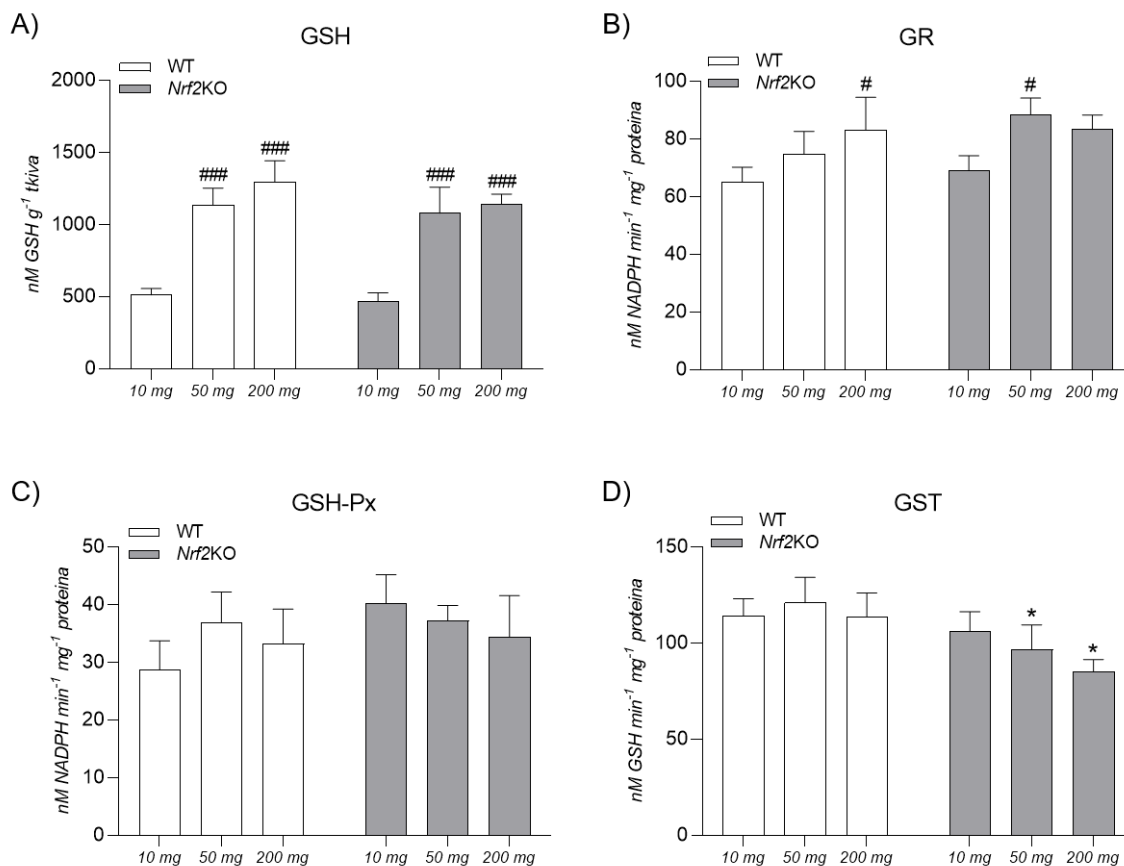 A)
GSH
WT
Nrf2KO
2000
1500
1000
500
0
nM GSH g⁻¹ tkiva
### ### ### ###
10 mg 50 mg 200 mg 10 mg 50 mg 200 mg
B)
GR
WT
Nrf2KO
100
80
60
40
20
0
nM NADPH min⁻¹ mg⁻¹ proteina
# #
10 mg 50 mg 200 mg 10 mg 50 mg 200 mg
C)
GSH-Px
WT
Nrf2KO
50
40
30
20
10
0
nM NADPH min⁻¹ mg⁻¹ proteina
10 mg 50 mg 200 mg 10 mg 50 mg 200 mg
D)
GST
WT
Nrf2KO
150
100
50
0
nM GSH min⁻¹ mg⁻¹ proteina
* *
10 mg 50 mg 200 mg 10 mg 50 mg 200 mg